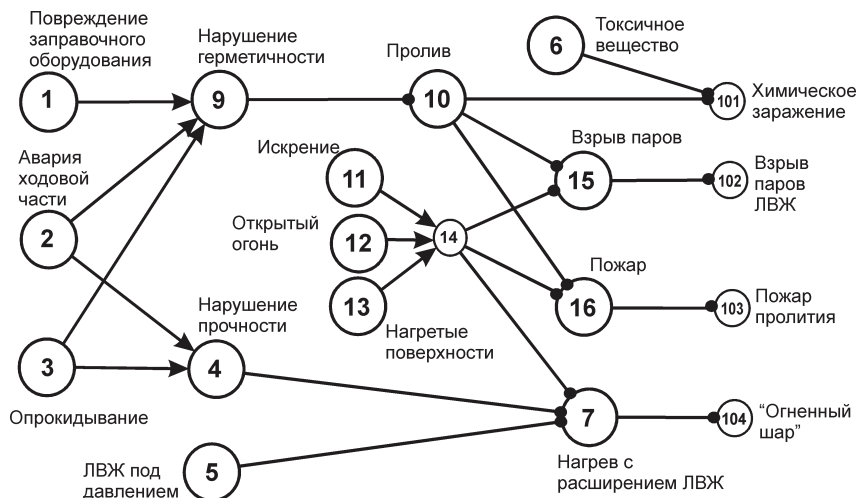 Повреждение
заправочного
оборудования
1
Нарушение
герметичности
9
Пролив
10
6
Токсичное
вещество
101
Химическое
заражение
Авария
ходовой
части
2
Искрение
11
Открытый
огонь
12
13
14
Нагретые
поверхности
Взрыв паров
15
102
Взрыв
паров
ЛВЖ
Пожар
16
103
Пожар
пролития
3
Опрокидывание
Нарушение
прочности
4
5
ЛВЖ под
давлением
7
Нагрев с
расширением ЛВЖ
104
“Огненный
шар”